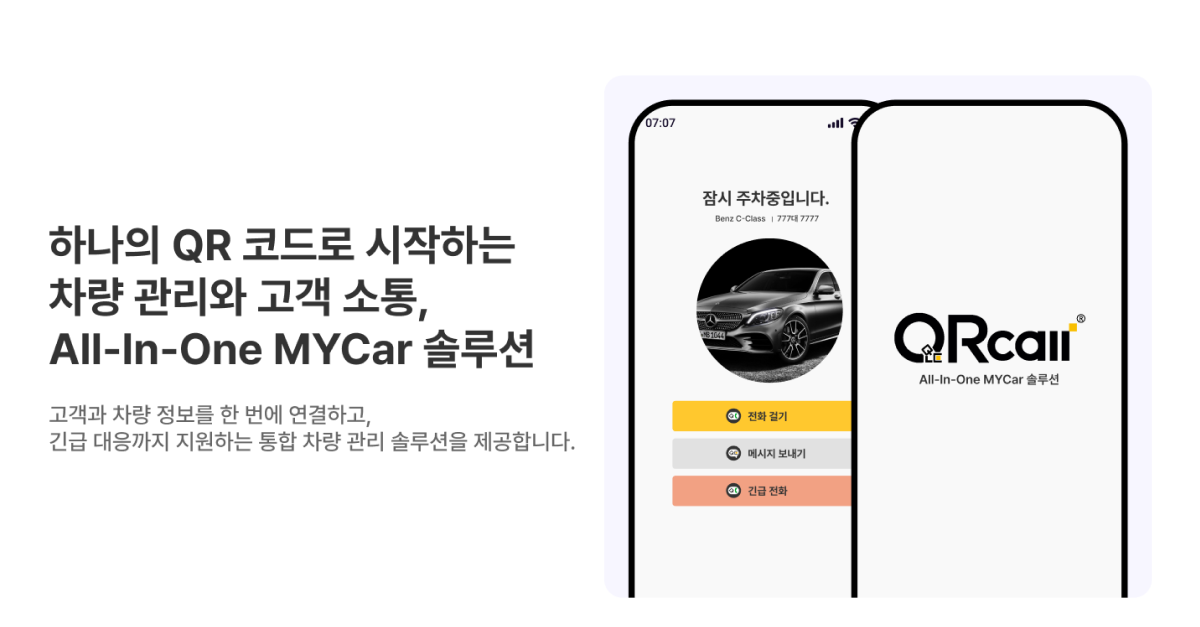 하나의 QR 코드로 시작하는
차량 관리와 고객 소통,
All-In-One MYCar 솔루션
고객과 차량 정보를 한 번에 연결하고,
긴급 대응까지 지원하는 통합 차량 관리 솔루션을 제공합니다.
07:07
잠시 주차중입니다.
Benz C-Class | 777대 7777
전화 걸기
메시지 보내기
긴급 전화
QRcall®
All-In-One MYCar 솔루션